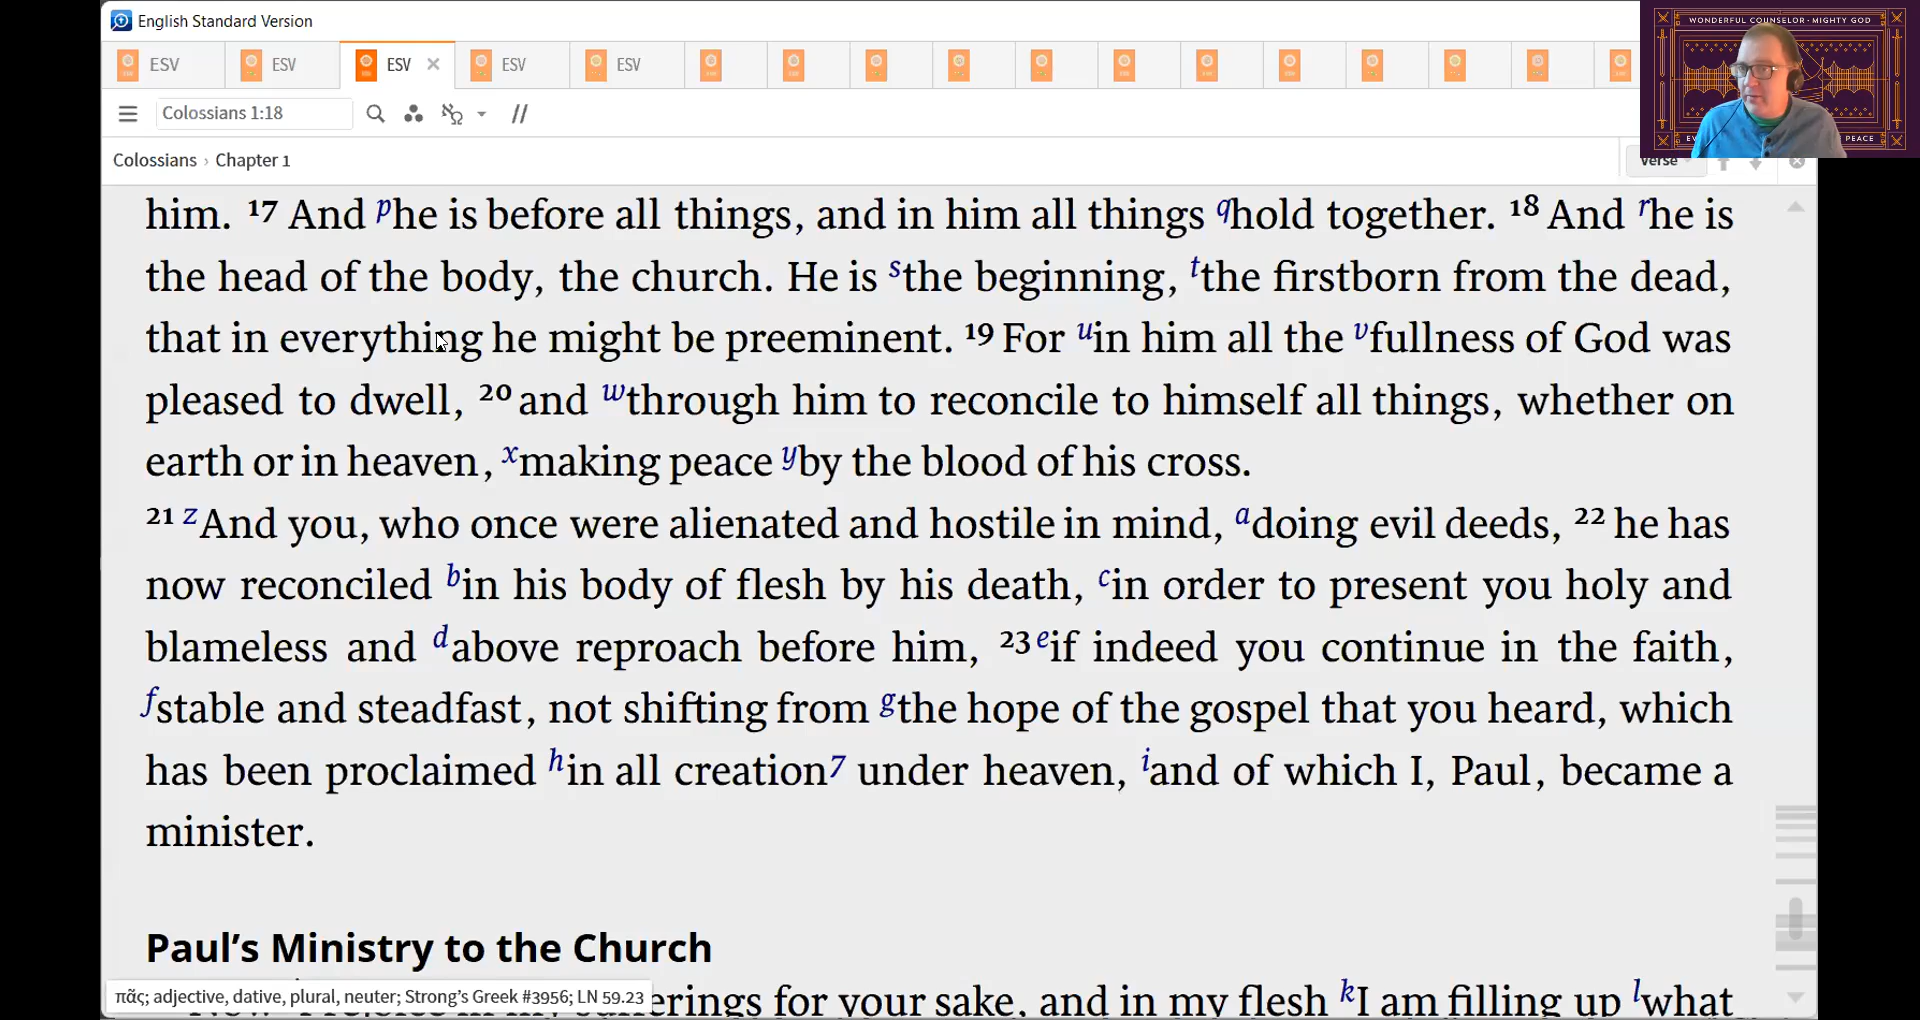 English Standard Version
ESV ESV ESV ESV ESV
Colossians 1:18
Colossians › Chapter 1
Verse
WONDERFUL COUNSELOR · MIGHTY GOD
PEACE
him. 17 And phe is before all things, and in him all things qhold together. 18 And rhe is
the head of the body, the church. He is sthe beginning, tthe firstborn from the dead,
that in everything he might be preeminent. 19 For uin him all the vfullness of God was
pleased to dwell, 20 and wthrough him to reconcile to himself all things, whether on
earth or in heaven, xmaking peace yby the blood of his cross.
21 zAnd you, who once were alienated and hostile in mind, adoing evil deeds, 22 he has
now reconciled bin his body of flesh by his death, cin order to present you holy and
blameless and dabove reproach before him, 23 eif indeed you continue in the faith,
fstable and steadfast, not shifting from gthe hope of the gospel that you heard, which
has been proclaimed hin all creation7 under heaven, iand of which I, Paul, became a
minister.
Paul’s Ministry to the Church
erings for your sake, and in my flesh kI am filling up lwhat
πᾶς; adjective, dative, plural, neuter; Strong’s Greek #3956; LN 59.23